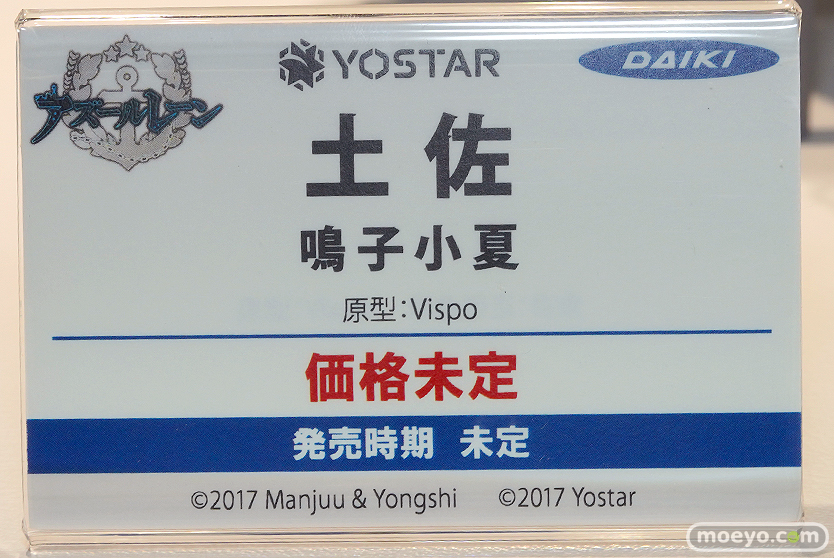 アズールレーン
YOSTAR
DAIKI
土佐
鳴子小夏
原型：Vispo
価格未定
発売時期 未定
©2017 Manjuu & Yongshi ©2017 Yostar
moeyo.com